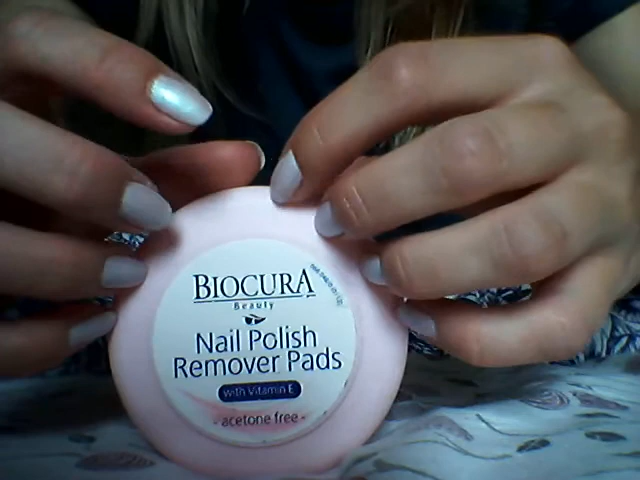 BIOCURA
Beauty
Nail Polish
Remover Pads
with Vitamin E
- acetone free -